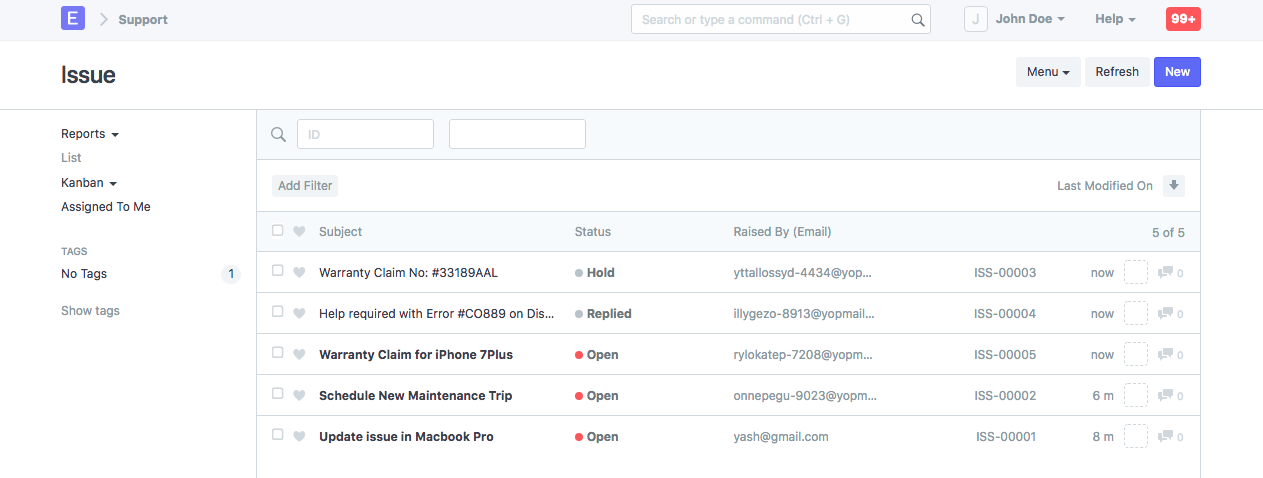 E Support Search or type a command (Ctrl + G) J John Doe Help 99+
Issue Menu Refresh New
Reports ID
List
Kanban Add Filter Last Modified On
Assigned To Me
Subject Status Raised By (Email) 5 of 5
TAGS
No Tags 1 Warranty Claim No: #33189AAL Hold yttallossyd-4434@yop... ISS-00003 now 0
Show tags Help required with Error #CO889 on Dis... Replied illygezo-8913@yopmail... ISS-00004 now 0
Warranty Claim for iPhone 7Plus Open rylokatep-7208@yopm... ISS-00005 now 0
Schedule New Maintenance Trip Open onnepegu-9023@yopm... ISS-00002 6 m 0
Update issue in Macbook Pro Open yash@gmail.com ISS-00001 8 m 0